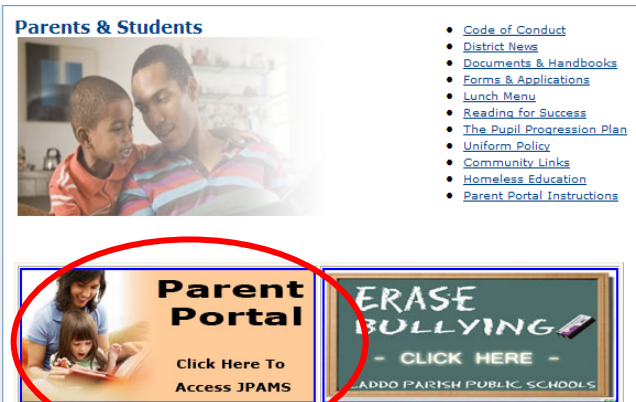 Parents & Students
Code of Conduct
District News
Documents & Handbooks
Forms & Applications
Lunch Menu
Reading for Success
The Pupil Progression Plan
Uniform Policy
Community Links
Homeless Education
Parent Portal Instructions
Parent
Portal
Click Here To
Access JPAMS
ERASE
BULLYING
- CLICK HERE -
CADDO PARISH PUBLIC SCHOOLS